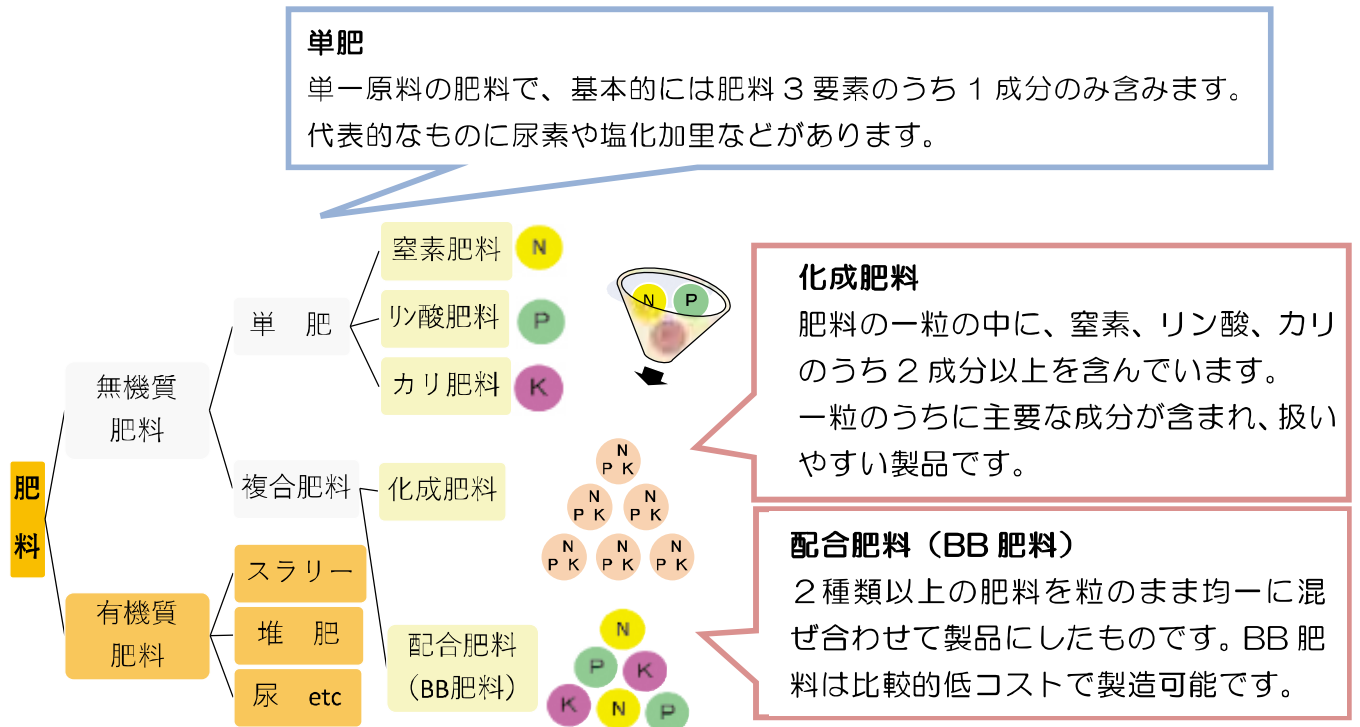 単肥
単一原料の肥料で、基本的には肥料3要素のうち1成分のみ含みます。
代表的なものに尿素や塩化加里などがあります。
肥
料
無機質
肥料
有機質
肥料
単　肥
複合肥料
スラリー
堆　肥
尿　etc
窒素肥料
N
リン酸肥料
P
カリ肥料
K
化成肥料
配合肥料
（BB肥料）
N P
N
P K
N N
P K P K
N N N
P K P K P K
N
P K
K N P
化成肥料
肥料の一粒の中に、窒素、リン酸、カリ
のうち2成分以上を含んでいます。
一粒のうちに主要な成分が含まれ、扱い
やすい製品です。
配合肥料（BB肥料）
2種類以上の肥料を粒のまま均一に混
ぜ合わせて製品にしたものです。BB肥
料は比較的低コストで製造可能です。